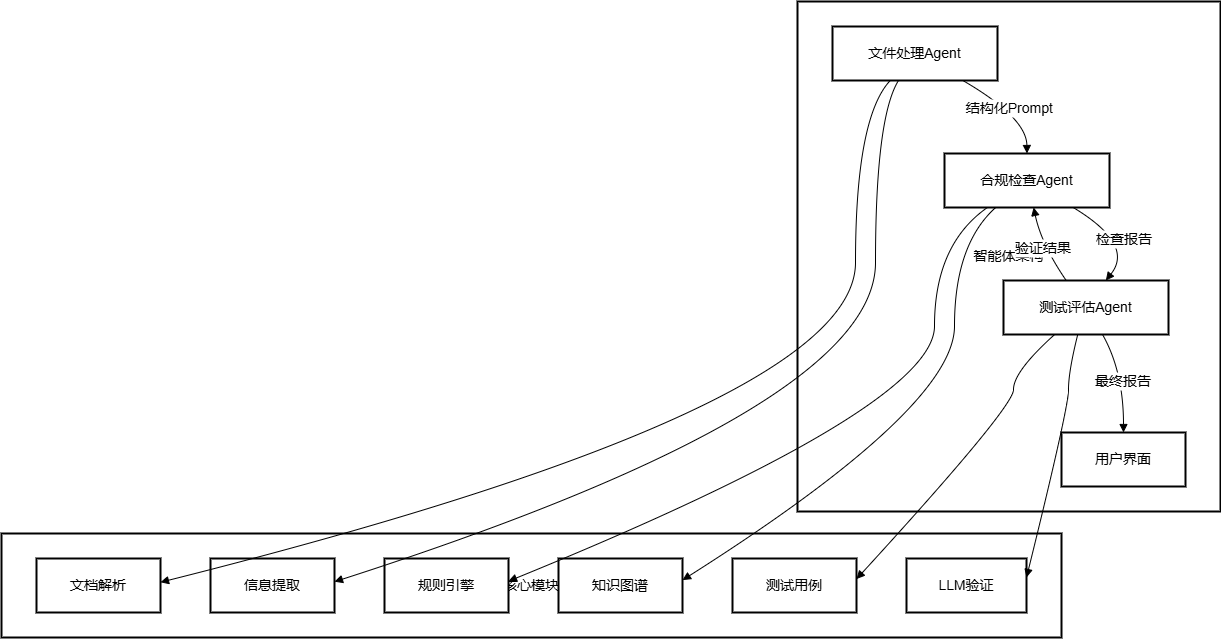 文件处理Agent
结构化Prompt
合规检查Agent
检查报告
验证结果
智能体架构
测试评估Agent
最终报告
用户界面
文档解析
信息提取
规则引擎
核心模块
知识图谱
测试用例
LLM验证